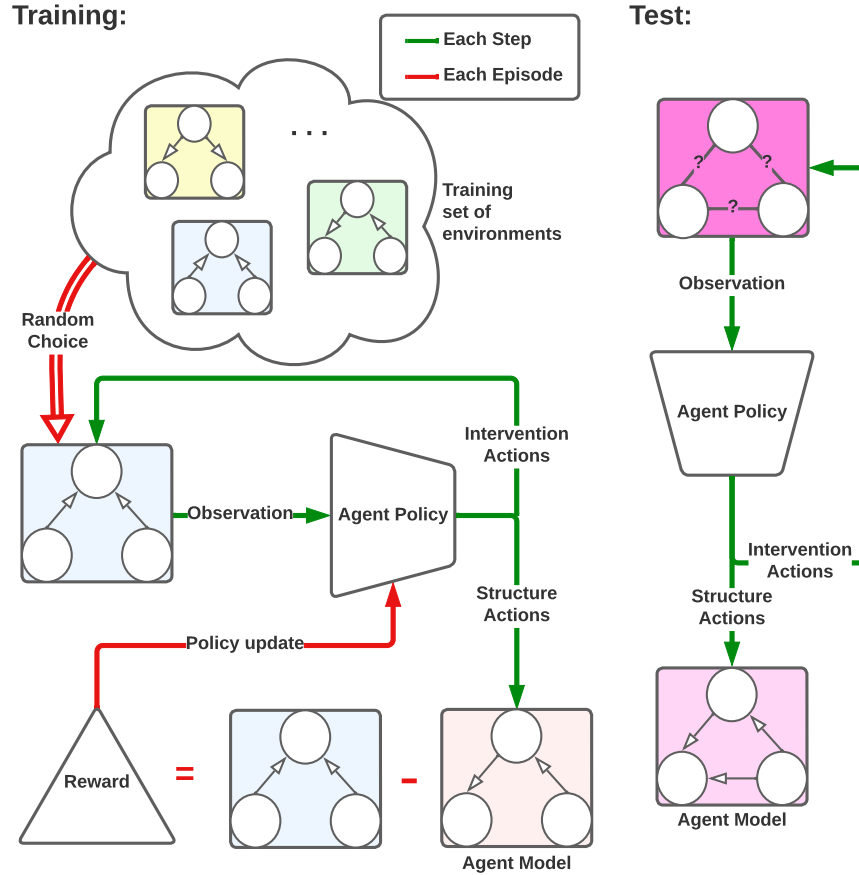 Training:
Each Step
Each Episode
. . .
Training
set of
environments
Random
Choice
Intervention
Actions
Observation
Agent Policy
Structure
Actions
Policy update
Reward
=
-
Agent Model
Test:
?
?
?
Observation
Agent Policy
Intervention
Actions
Structure
Actions
Agent Model